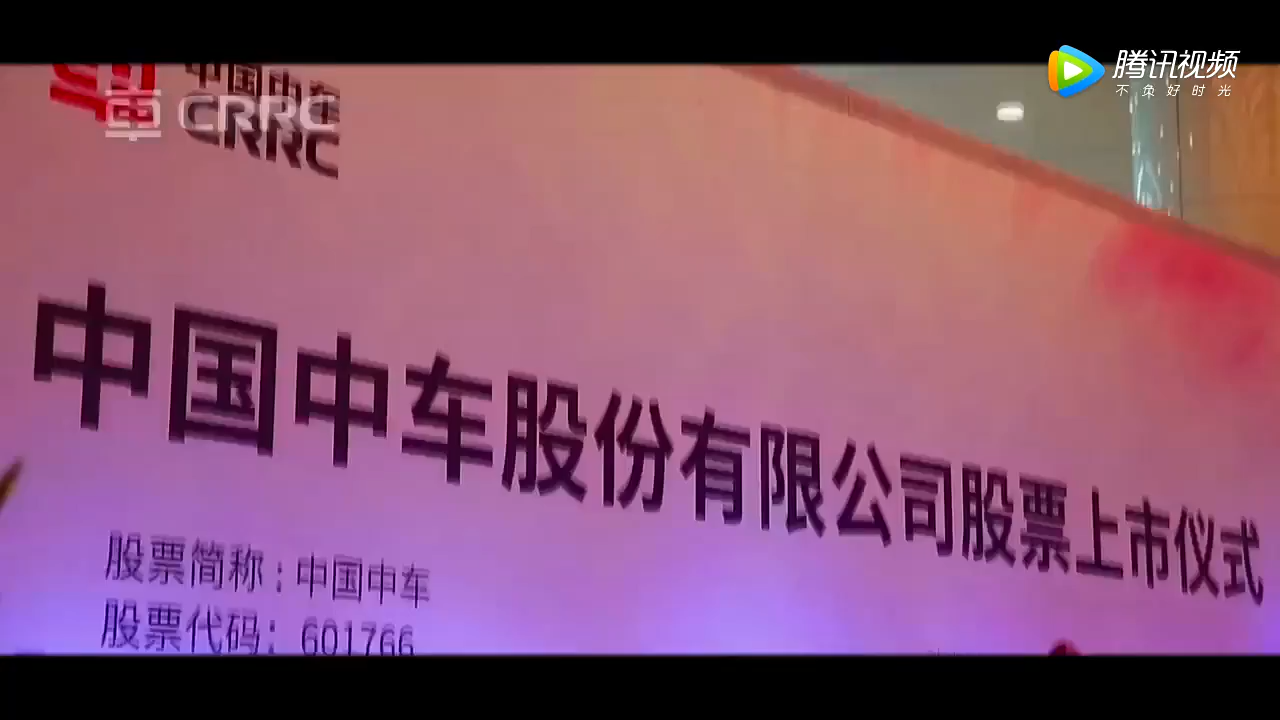 腾讯视频
不负好时光
中国中车
CRRC
CRRC
中国中车股份有限公司股票上市仪式
股票简称：中国中车
股票代码：601766